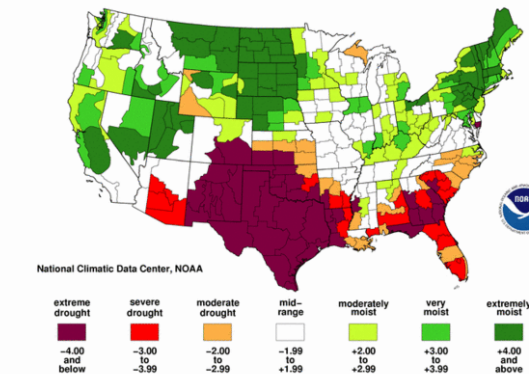 NOAA
National Climatic Data Center, NOAA
extreme drought
severe drought
moderate drought
mid-range
moderately moist
very moist
extremely moist
-4.00 and below
-3.00 to -3.99
-2.00 to -2.99
-1.99 to +1.99
+2.00 to +2.99
+3.00 to +3.99
+4.00 and above